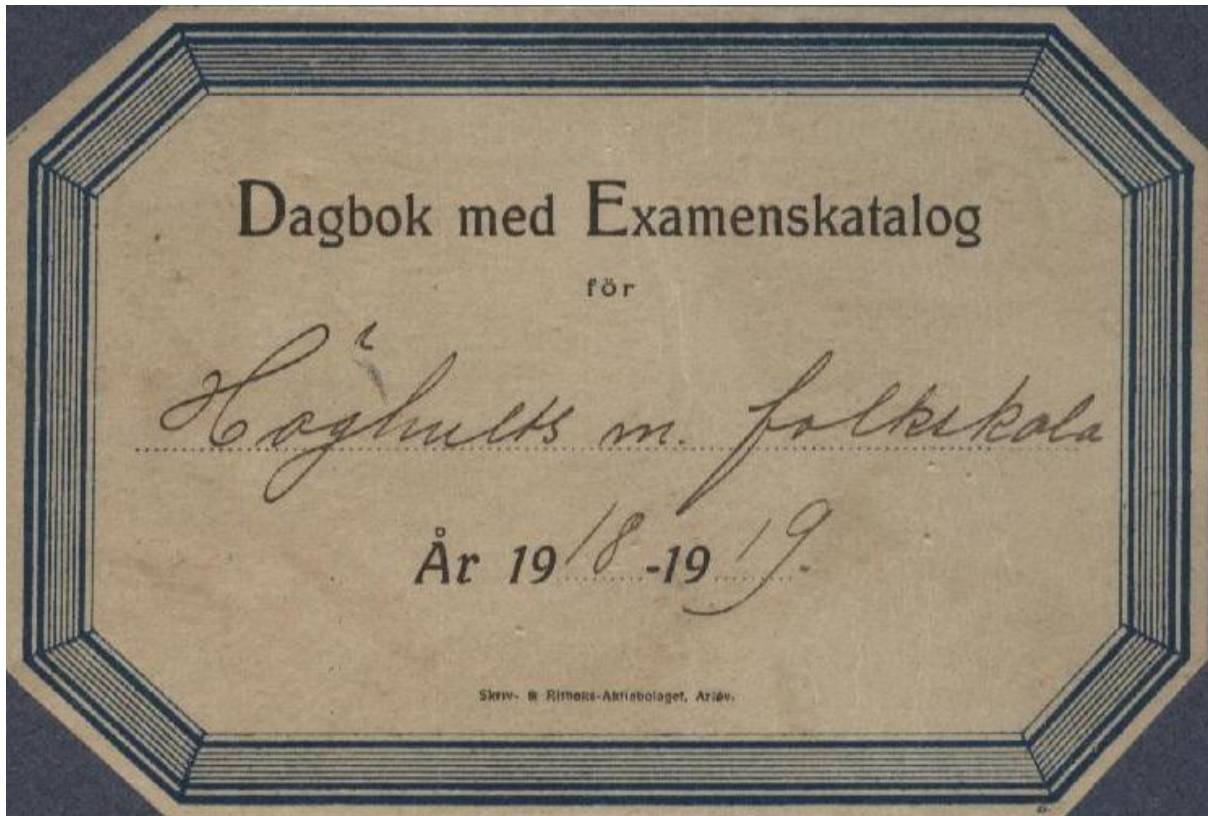 Dagbok med Examenskatalog
för
Höghults m. folkskola
År 1918-1919.
Skriv- & Ritboks-Aktiebolaget, Arlöv.